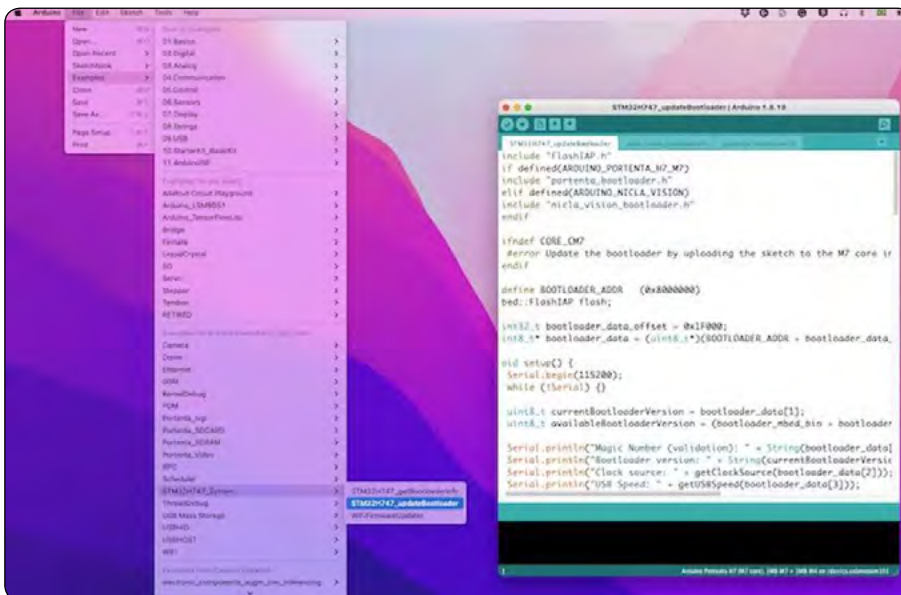 Arduino File Edit Sketch Tools Help
New
Open...
Open Recent
Sketchbook
Examples
Close
Save
Save As...
Page Setup
Print
01.Basics
02.Digital
03.Analog
04.Communication
05.Control
06.Sensors
07.Display
08.Strings
09.USB
10.StarterKit_BasicKit
11.ArduinoISP
Adafruit Circuit Playground
Arduino_LSM9DS1
Arduino_TensorFlowLite
Bridge
Firmata
LiquidCrystal
SD
Servo
Stepper
Temboo
RETIRED
Camera
Ethernet
KernelDebug
PDM
Portenta_SDCARD
Portenta_SDRAM
Portenta_Video
RPC
Scheduler
STM32H747_System
ThreadDebug
USB Mass Storage
USBHID
USBHOST
WiFi
STM32H747_getBootloaderInfo
STM32H747_updateBootloader
WiFiFirmwareUpdater
STM32H747_updateBootloader | Arduino 1.8.19
STM32H747_updateBootloader
include "FlashIAP.h"
if defined(ARDUINO_PORTENTA_H7_M7)
include "portenta_bootloader.h"
elif defined(ARDUINO_NICLA_VISION)
include "nicla_vision_bootloader.h"
endif
ifndef CORE_CM7
#error Update the bootloader by uploading the sketch to the M7 core in
endif
define BOOTLOADER_ADDR (0x8000000)
bed::FlashIAP flash;
int32_t bootloader_data_offset = 0x1F000;
int8_t* bootloader_data = (uint8_t*)(BOOTLOADER_ADDR + bootloader_data_
oid setup() {
Serial.begin(115200);
while (!Serial) {}
uint8_t currentBootloaderVersion = bootloader_data[1];
uint8_t availableBootloaderVersion = (bootloader_mbed_bin + bootloader
Serial.println("Magic Number (validation): " + String(bootloader_data[
Serial.println("Bootloader version: " + String(currentBootloaderVersio
Serial.println("Clock source: " + getClockSource(bootloader_data[2]));
Serial.println("USB Speed: " + getUSBSpeed(bootloader_data[3]));